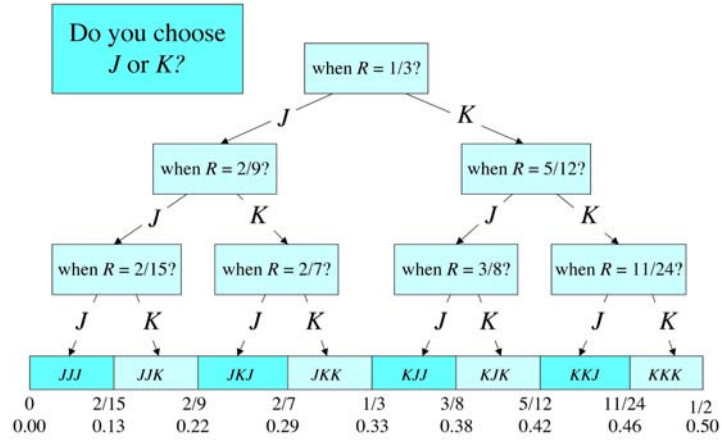 Do you choose
J or K?
when R = 1/3?
J K
when R = 2/9? when R = 5/12?
J K J K
when R = 2/15? when R = 2/7? when R = 3/8? when R = 11/24?
J K J K J K J K
JJJ JJK JKJ JKK KJJ KJK KKJ KKK
0 2/15 2/9 2/7 1/3 3/8 5/12 11/24 1/2
0.00 0.13 0.22 0.29 0.33 0.38 0.42 0.46 0.50